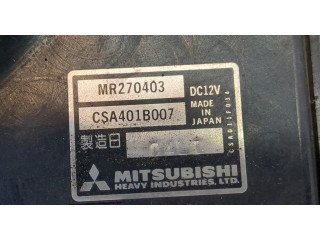 MR270403
DC12V
CSA401B007
MADE IN
JAPAN
製造日
MITSUBISHI
HEAVY INDUSTRIES, LTD.